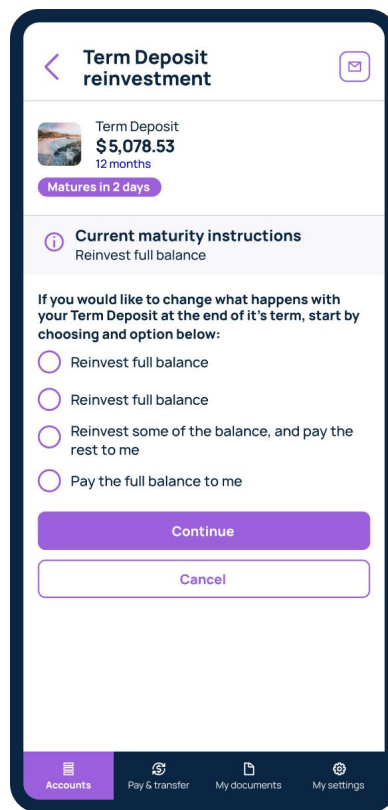 Term Deposit
reinvestment
Term Deposit
$5,078.53
12 months
Matures in 2 days
Current maturity instructions
Reinvest full balance
If you would like to change what happens with
your Term Deposit at the end of it's term, start by
choosing and option below:
Reinvest full balance
Reinvest full balance
Reinvest some of the balance, and pay the
rest to me
Pay the full balance to me
Continue
Cancel
Accounts
Pay & transfer
My documents
My settings